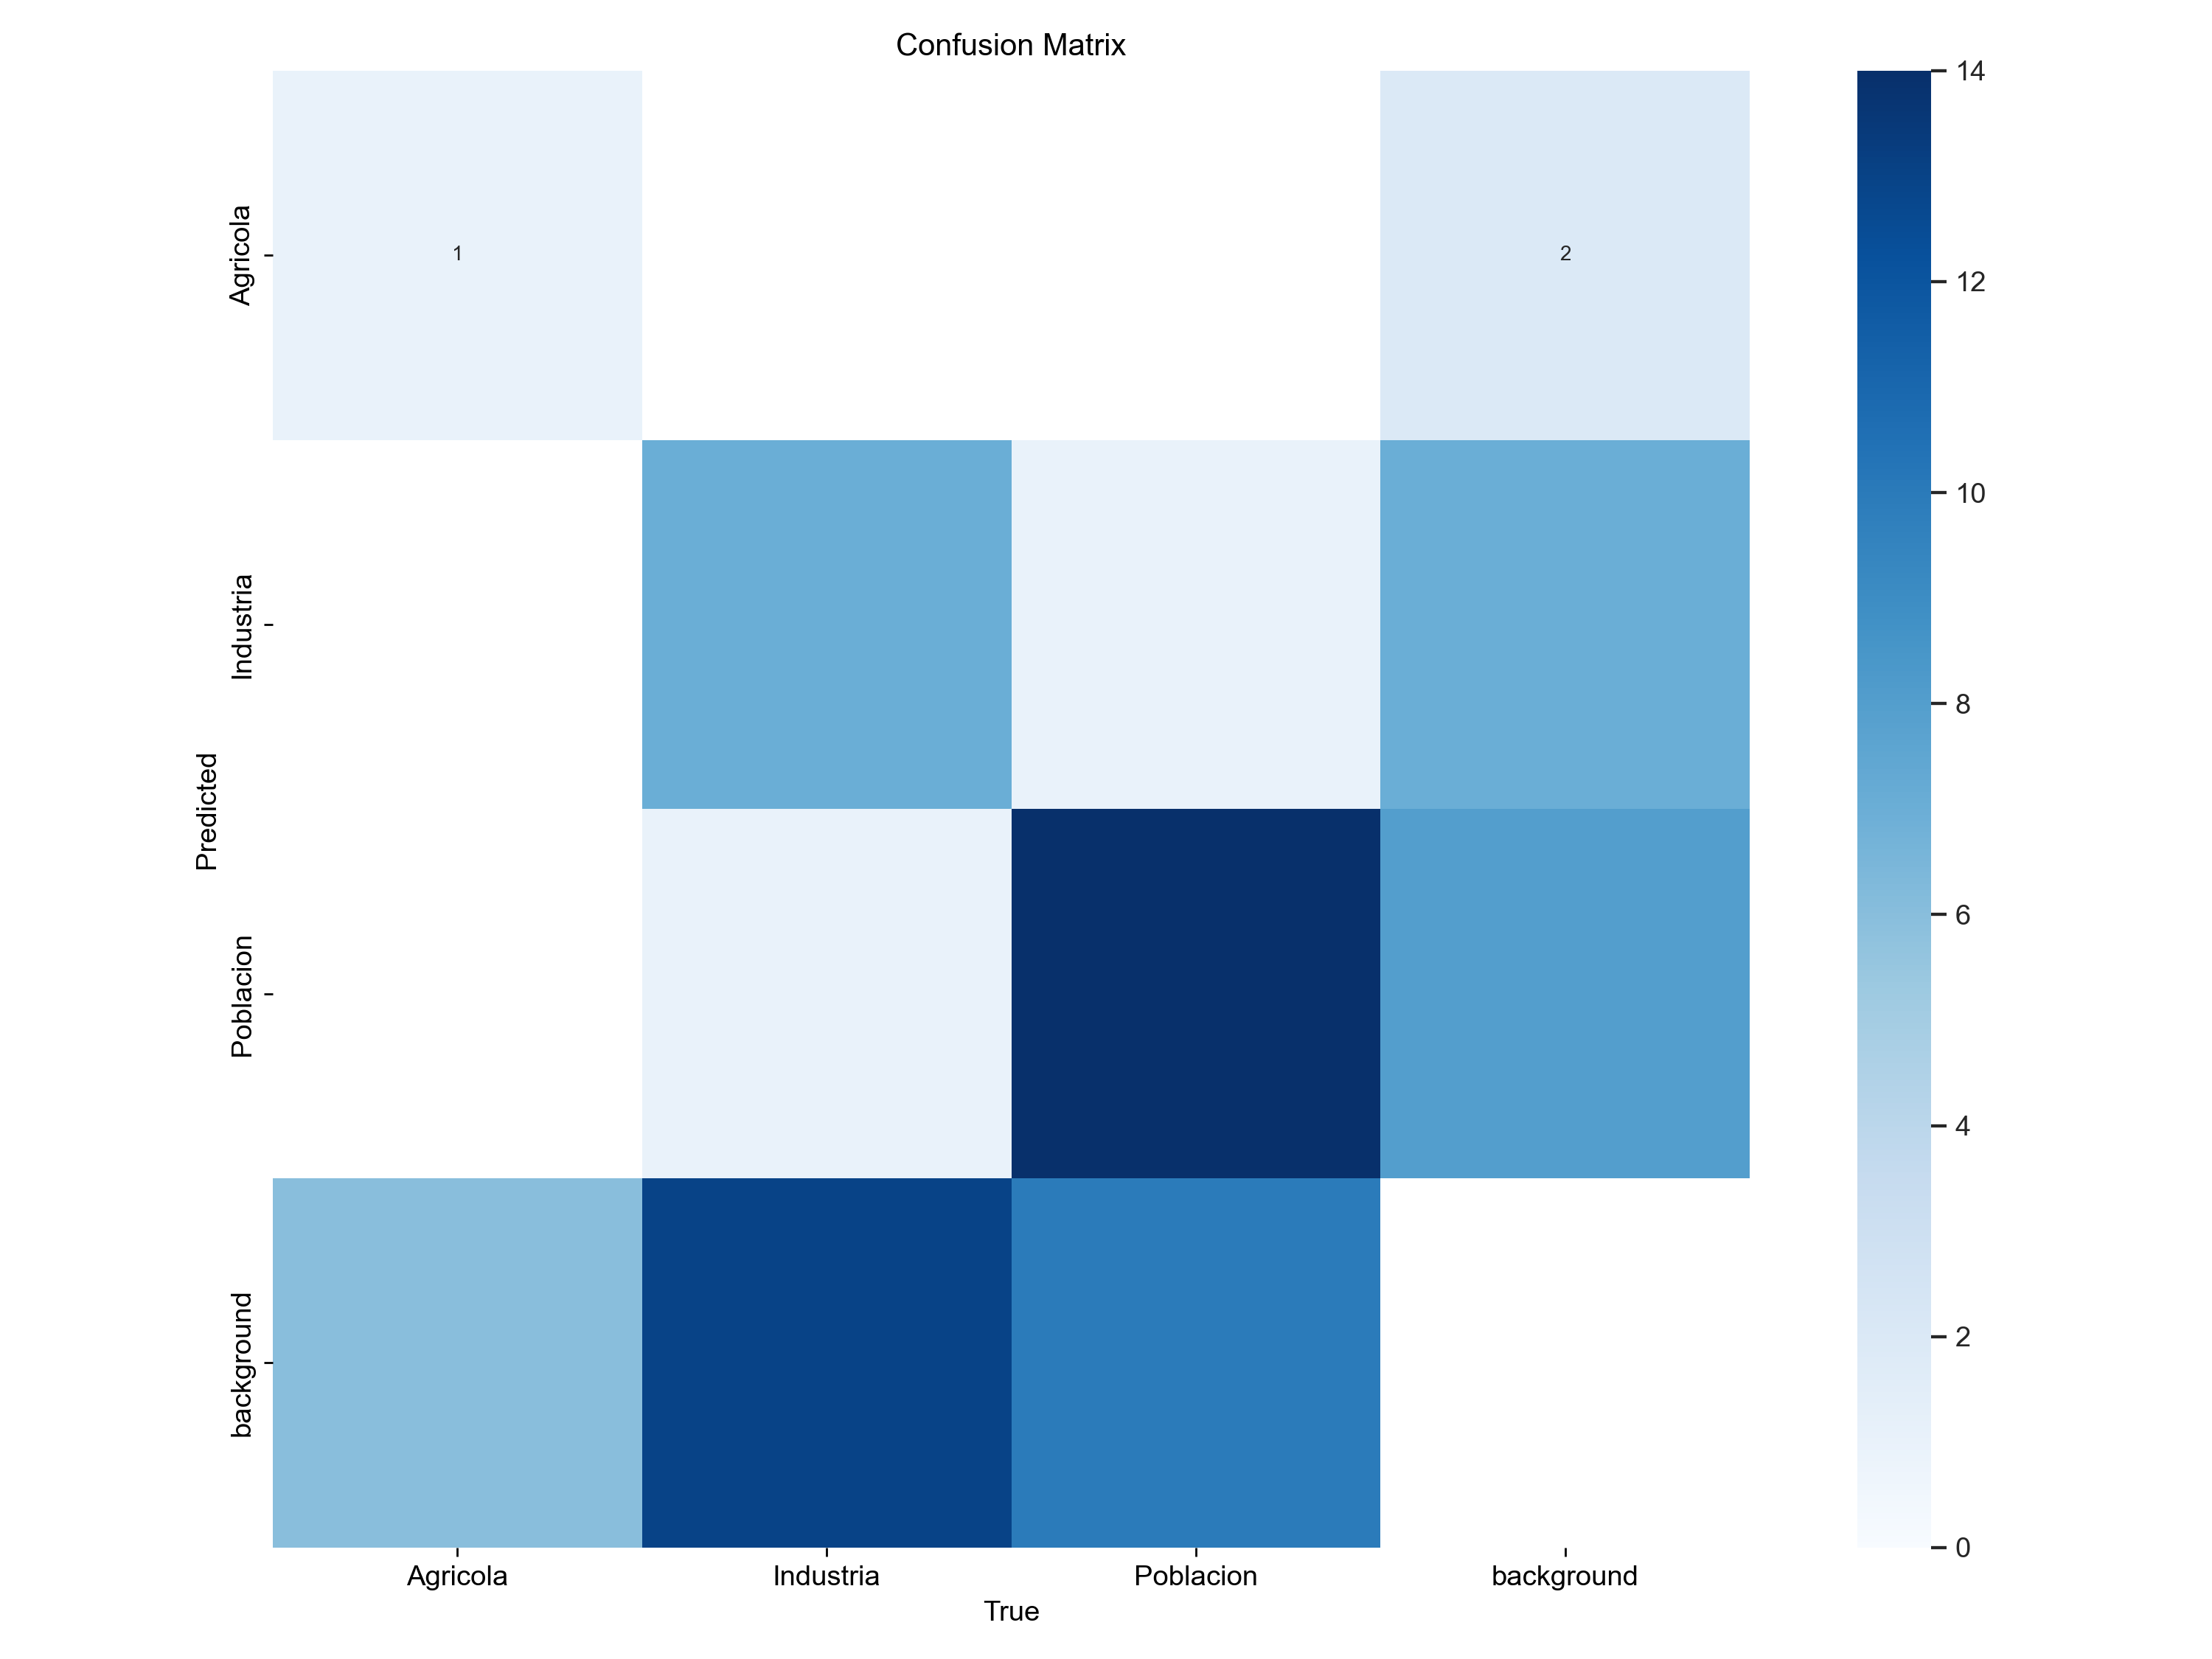 Confusion Matrix
14
12
10
8
6
4
2
0
Predicted
Agricola
1
2
Industria
Poblacion
background
Agricola Industria Poblacion background
True